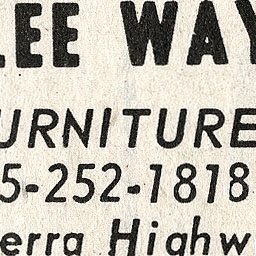 LEE WAY
URNITURE
5-252-1818
erra Highw